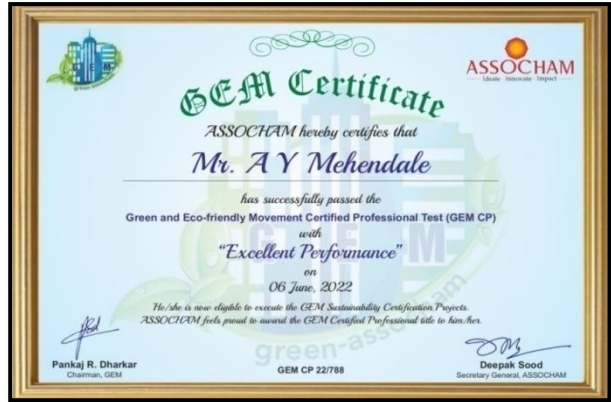 GEM
green-assocham
ASSOCHAM
Ideate Innovate Impact
GEM Certificate
ASSOCHAM hereby certifies that
Mr. A Y Mehendale
has successfully passed the
Green and Eco-friendly Movement Certified Professional Test (GEM CP)
with
"Excellent Performance"
on
06 June, 2022
He/she is now eligible to execute the GEM Sustainability Certification Projects.
ASSOCHAM feels proud to award the GEM Certified Professional title to him/her.
Pankaj R. Dharkar
Chairman, GEM
GEM CP 22/788
Deepak Sood
Secretary General, ASSOCHAM